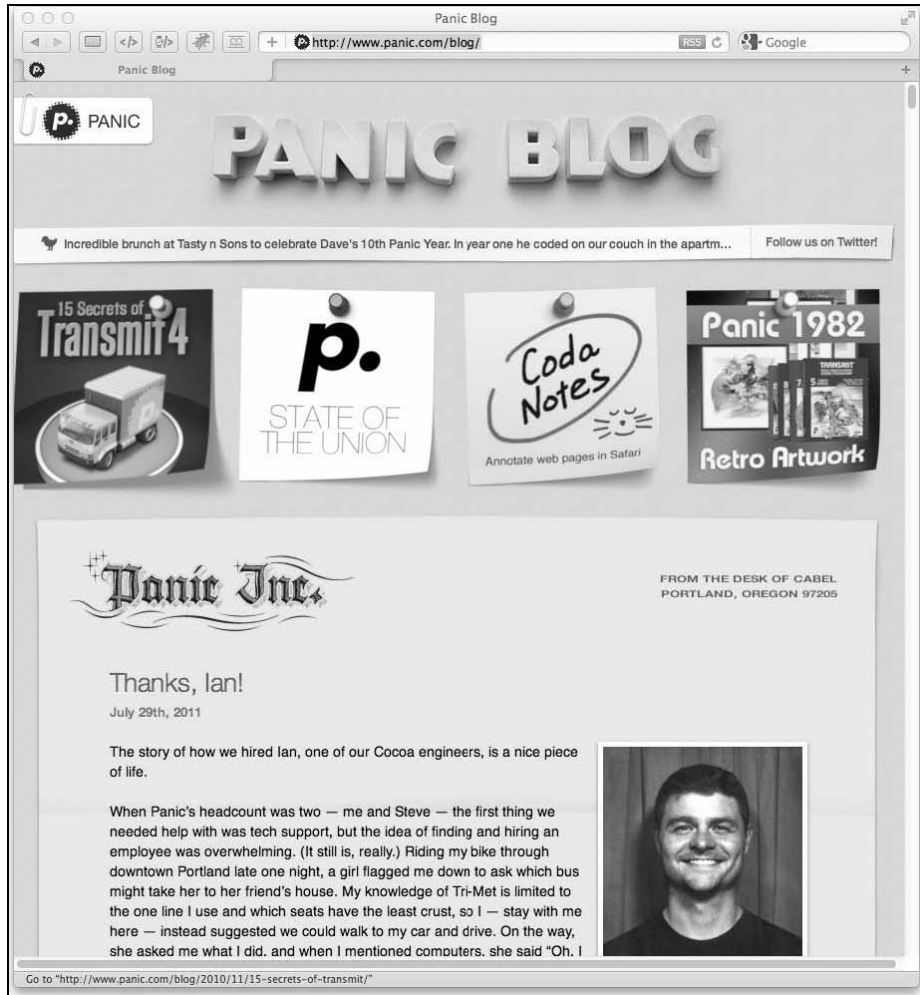 Panic Blog
</>
+
http://www.panic.com/blog/
RSS
Google
Panic Blog
+
p. PANIC
PANIC BLOG
Incredible brunch at Tasty n Sons to celebrate Dave's 10th Panic Year. In year one he coded on our couch in the apartm...
Follow us on Twitter!
15 Secrets of
Transmit 4
p.
STATE OF
THE UNION
Coda
Notes
Annotate web pages in Safari
Panic 1982
TRANSMIT
Retro Artwork
Panic Inc.
FROM THE DESK OF CABEL
PORTLAND, OREGON 97205
Thanks, Ian!
July 29th, 2011
The story of how we hired Ian, one of our Cocoa engineers, is a nice piece
of life.
When Panic's headcount was two — me and Steve — the first thing we
needed help with was tech support, but the idea of finding and hiring an
employee was overwhelming. (It still is, really.) Riding my bike through
downtown Portland late one night, a girl flagged me down to ask which bus
might take her to her friend's house. My knowledge of Tri-Met is limited to
the one line I use and which seats have the least crust, so I — stay with me
here — instead suggested we could walk to my car and drive. On the way,
she asked me what I did, and when I mentioned computers, she said "Oh, I
Go to "http://www.panic.com/blog/2010/11/15-secrets-of-transmit/"